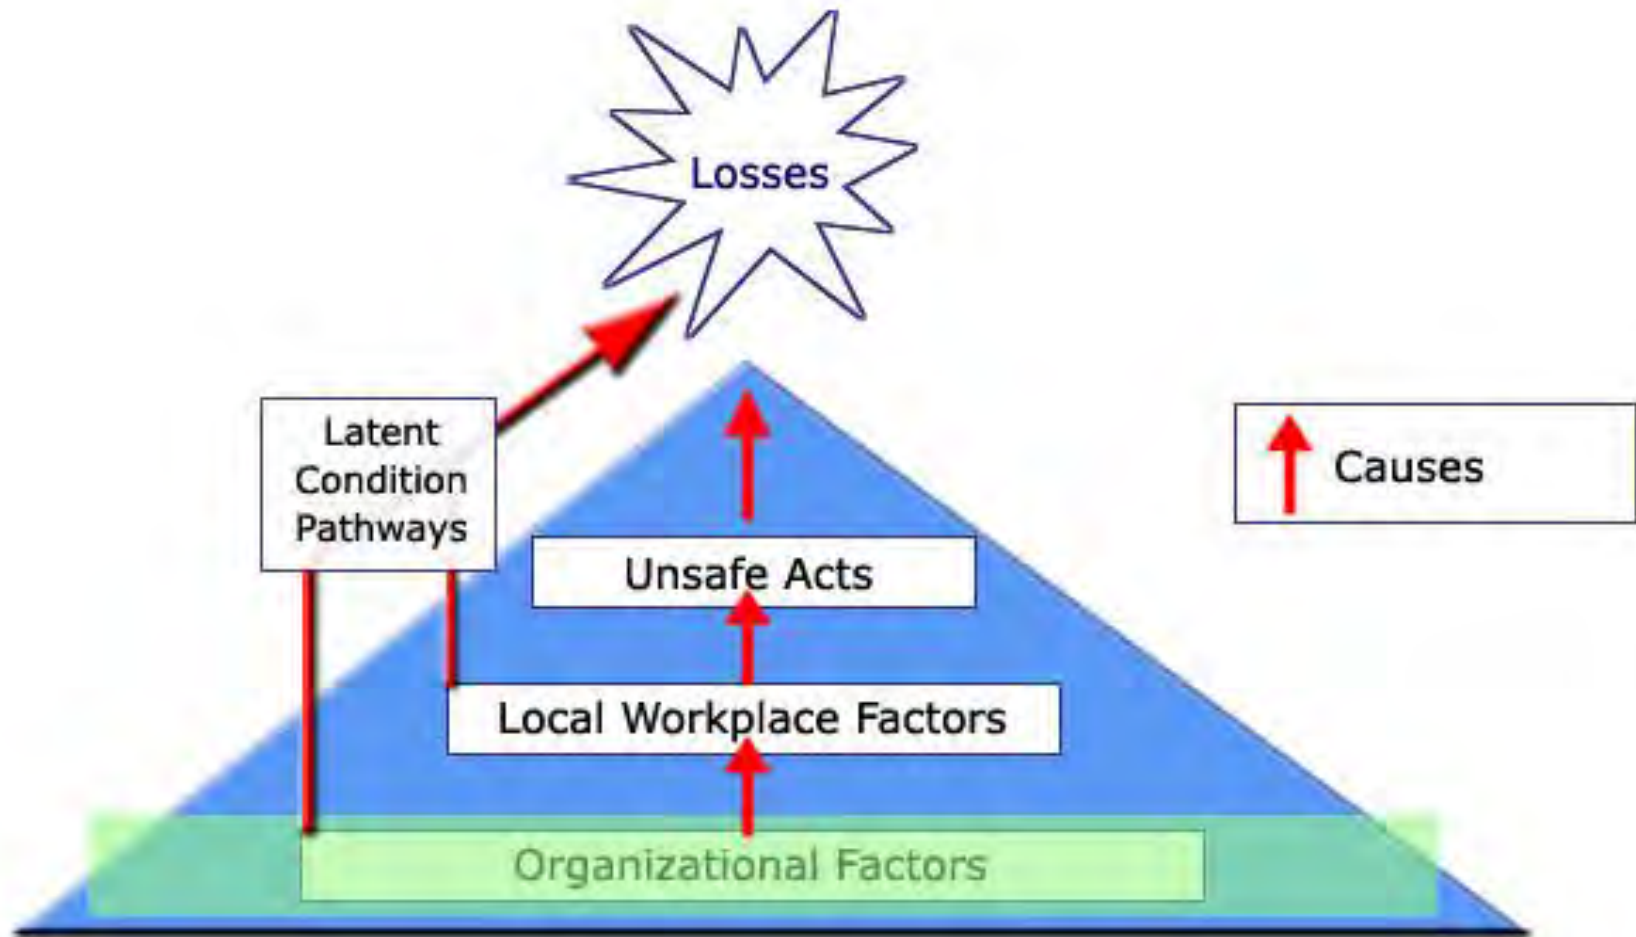 Losses
Latent
Condition
Pathways
Causes
Unsafe Acts
Local Workplace Factors
Organizational Factors